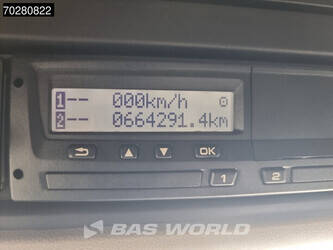 70280822
1-- 000km/h
2-- 0664291.4km
OK
1 2
BAS WORLD